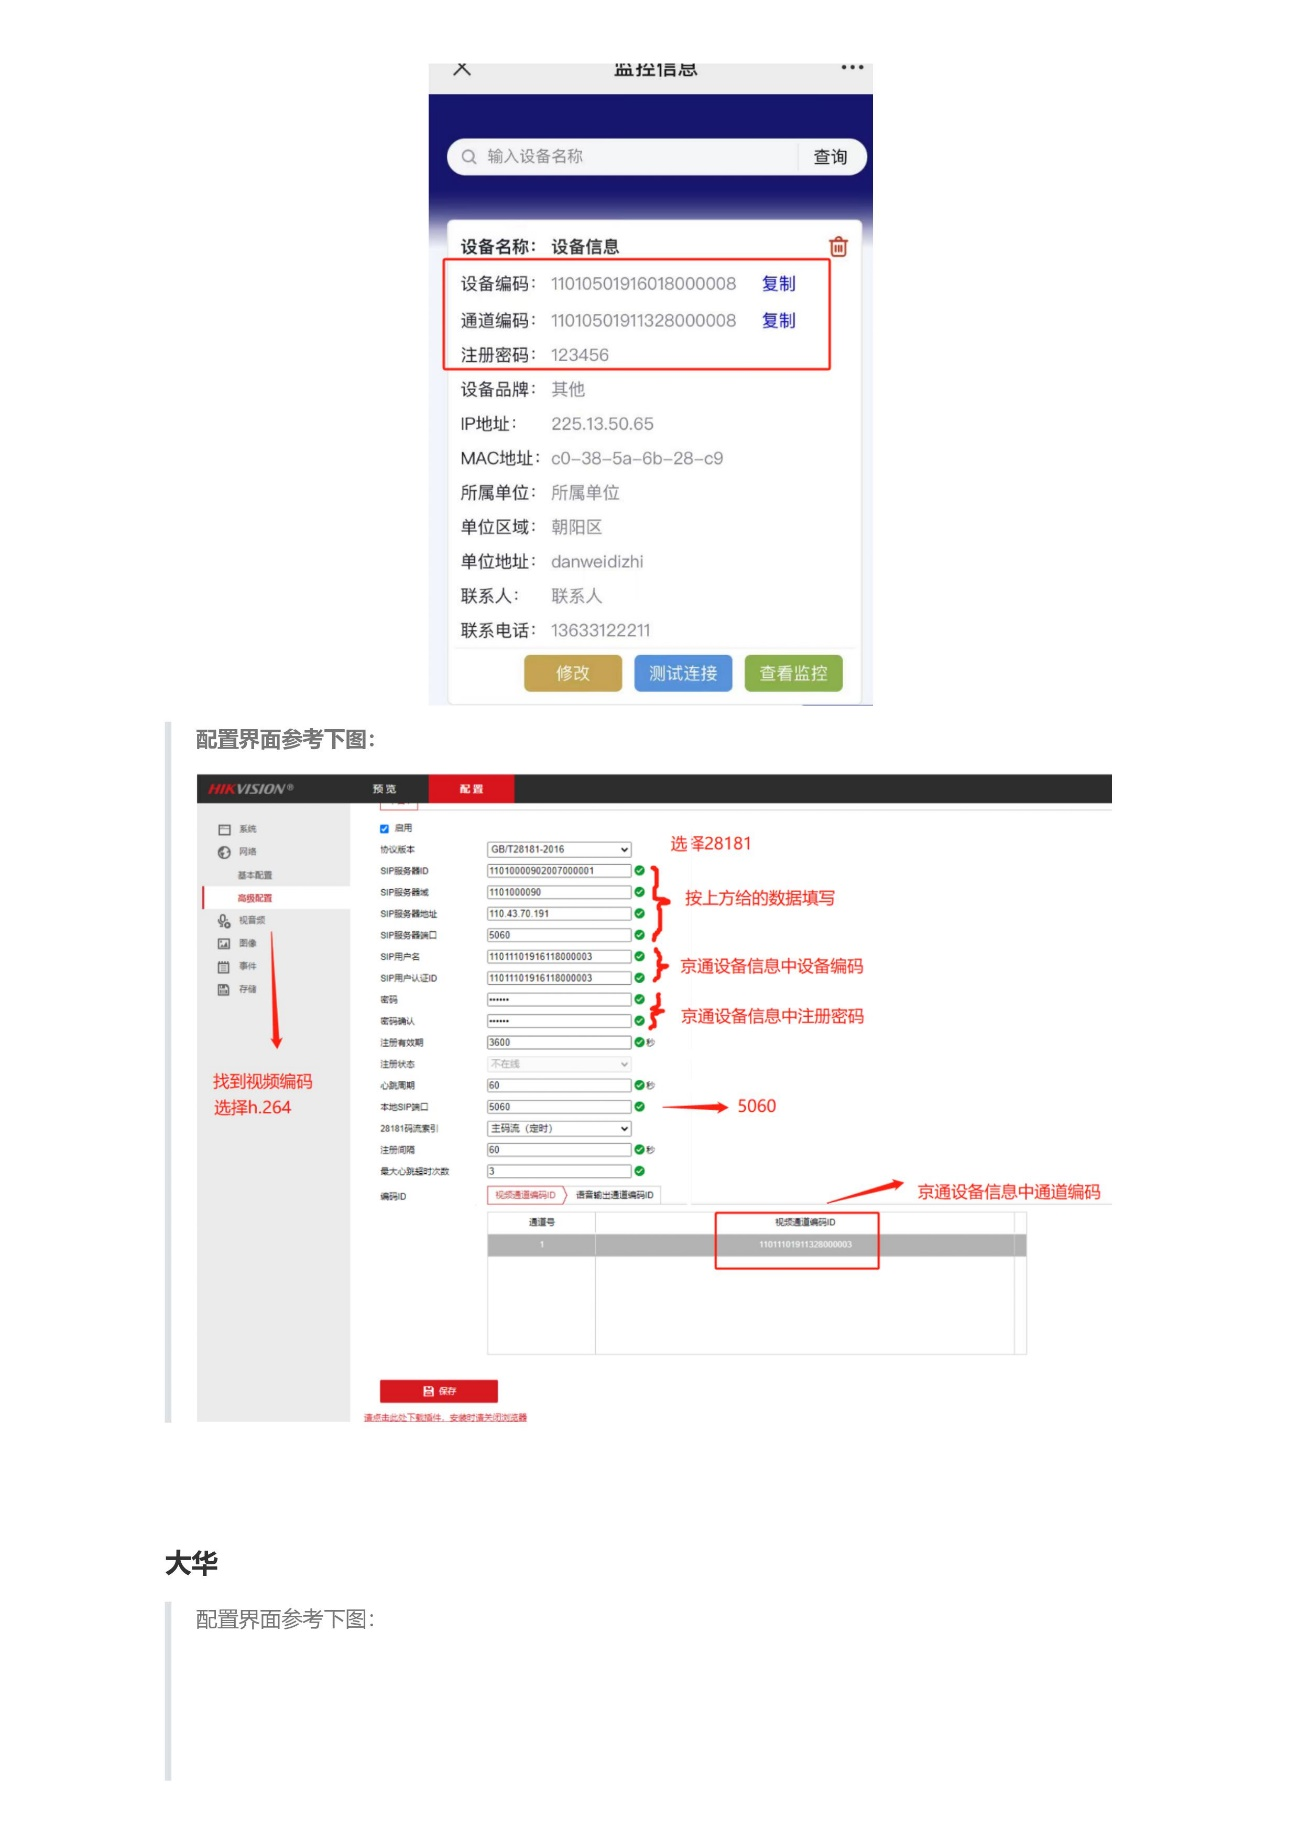 监控信息
输入设备名称 查询
设备名称： 设备信息
设备编码： 11010501916018000008 复制
通道编码： 11010501911328000008 复制
注册密码： 123456
设备品牌： 其他
IP地址： 225.13.50.65
MAC地址： c0-38-5a-6b-28-c9
所属单位： 所属单位
单位区域： 朝阳区
单位地址： danweidizhi
联系人： 联系人
联系电话： 13633122211
修改 测试连接 查看监控
配置界面参考下图：
HIKVISION® 预览 配置
系统
网络
基本配置
高级配置
视音频
图像
事件
存储
找到视频编码
选择h.264
启用
协议版本 GB/T28181-2016 选择28181
SIP服务器ID 11010000902007000001
SIP服务器域 1101000090
按上方给的数据填写
SIP服务器地址 110.43.70.191
SIP服务器端口 5060
SIP用户名 11011101916118000003
京通设备信息中设备编码
SIP用户认证ID 11011101916118000003
密码 ••••••
京通设备信息中注册密码
密码确认 ••••••
注册有效期 3600 秒
注册状态 不在线
心跳周期 60 秒
本地SIP端口 5060 5060
28181码流索引 主码流（定时）
注册间隔 60 秒
最大心跳超时次数 3
编码ID 视频通道编码ID 语音输出通道编码ID
京通设备信息中通道编码
通道号 视频通道编码ID
1 11011101911328000003
保存
请点击此处下载插件，安装时请关闭浏览器
大华
配置界面参考下图：